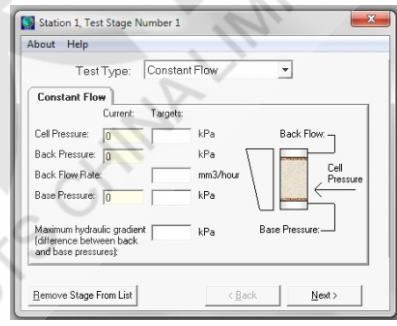 Station 1, Test Stage Number 1
About Help
Test Type: Constant Flow
Constant Flow
Current: Targets:
Cell Pressure: 0 kPa
Back Pressure: 0 kPa
Back Flow Rate: mm3/hour
Base Pressure: 0 kPa
Maximum hydraulic gradient
(difference between back
and base pressures): kPa
Back Flow:
Cell
Pressure
Base Pressure:
Remove Stage From List
< Back
Next >